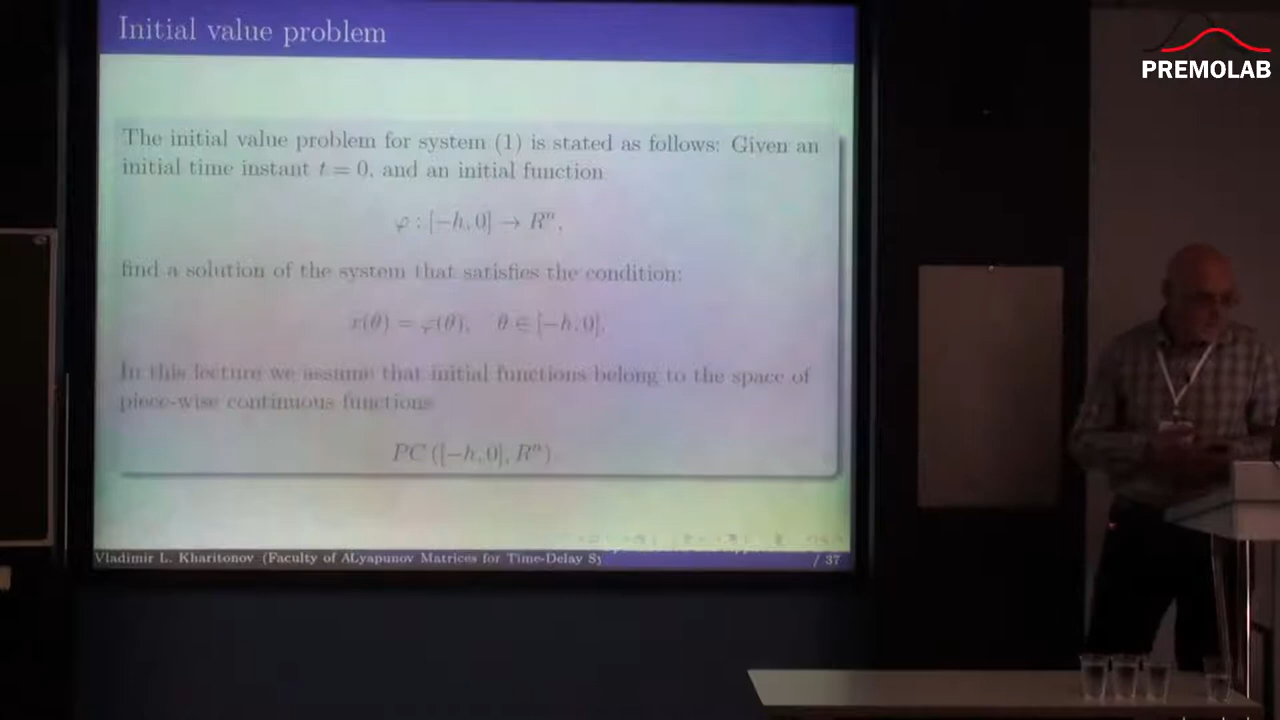 Initial value problem
PREMOLAB
The initial value problem for system (1) is stated as follows: Given an
initial time instant t = 0, and an initial function
φ : [−h, 0] → Rⁿ,
find a solution of the system that satisfies the condition:
x(θ) = φ(θ), θ ∈ [−h, 0].
In this lecture we assume that initial functions belong to the space of
piece-wise continuous functions
PC ([−h, 0], Rⁿ)
Vladimir L. Kharitonov (Faculty of ALyapunov Matrices for Time-Delay Sy
/ 37